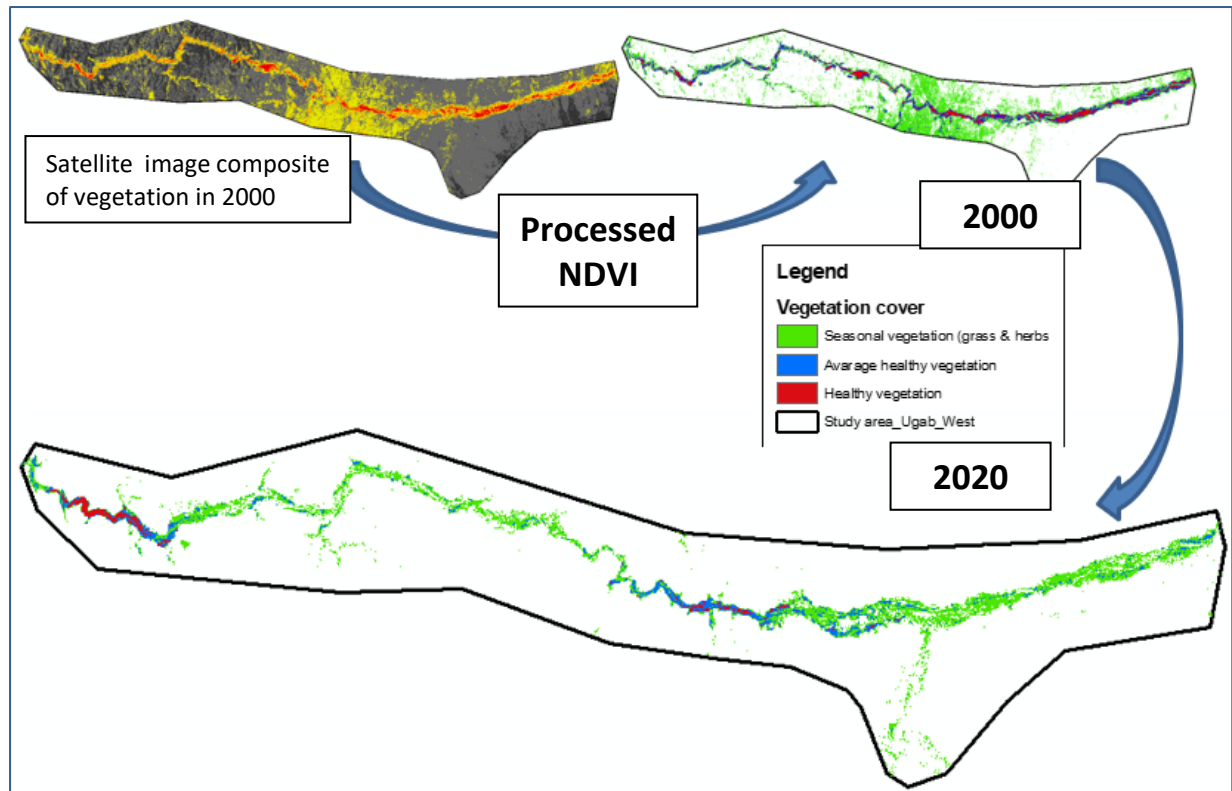 Satellite image composite
of vegetation in 2000
Processed
NDVI
2000
Legend
Vegetation cover
Seasonal vegetation (grass & herbs
Avarage healthy vegetation
Healthy vegetation
Study area_Ugab_West
2020